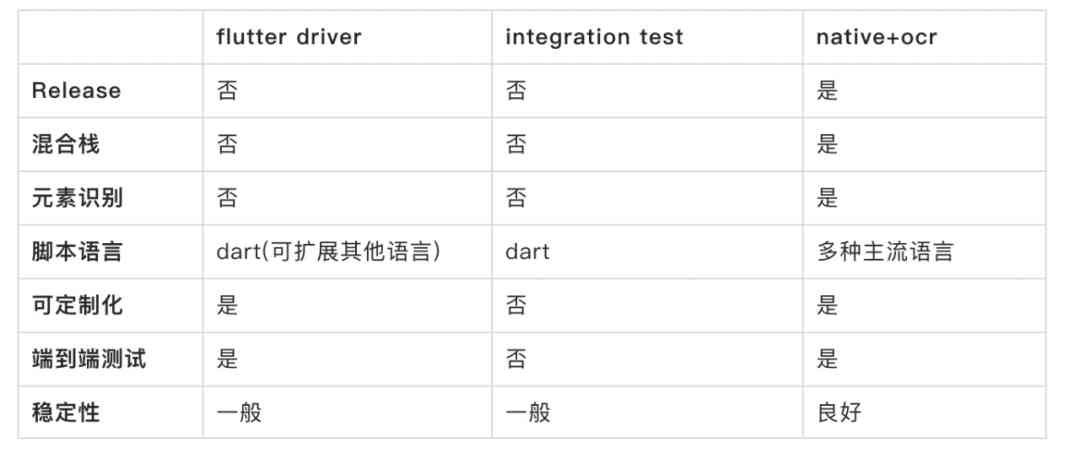 flutter driver integration test native+ocr
Release 否 否 是
混合栈 否 否 是
元素识别 否 否 是
脚本语言 dart(可扩展其他语言) dart 多种主流语言
可定制化 是 否 是
端到端测试 是 否 是
稳定性 一般 一般 良好